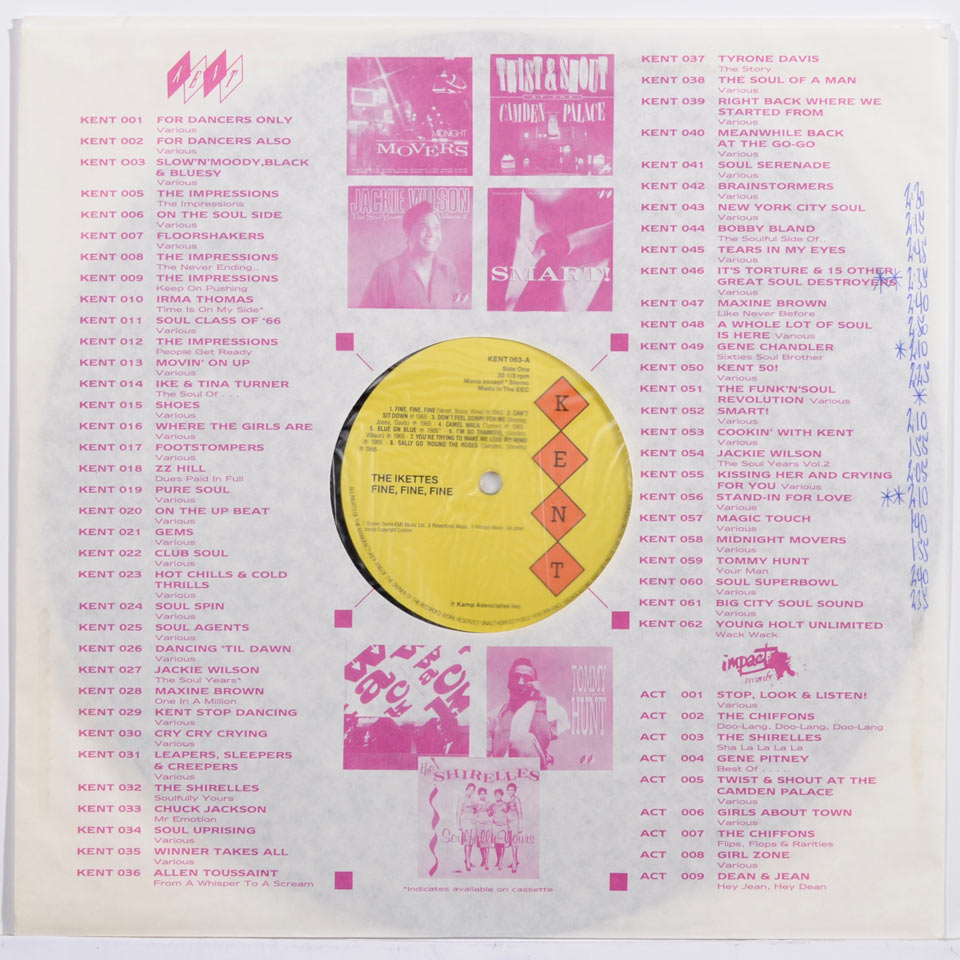 KENT
KENT 001 FOR DANCERS ONLY
Various
KENT 002 FOR DANCERS ALSO
Various
KENT 003 SLOW'N'MOODY,BLACK
& BLUESY
Various
KENT 005 THE IMPRESSIONS
The Impressions
KENT 006 ON THE SOUL SIDE
Various
KENT 007 FLOORSHAKERS
Various
KENT 008 THE IMPRESSIONS
The Never Ending...
KENT 009 THE IMPRESSIONS
Keep On Pushing
KENT 010 IRMA THOMAS
Time Is On My Side*
KENT 011 SOUL CLASS OF '66
Various
KENT 012 THE IMPRESSIONS
People Get Ready
KENT 013 MOVIN' ON UP
Various
KENT 014 IKE & TINA TURNER
The Soul Of . . .
KENT 015 SHOES
Various
KENT 016 WHERE THE GIRLS ARE
Various
KENT 017 FOOTSTOMPERS
Various
KENT 018 ZZ HILL
Dues Paid In Full
KENT 019 PURE SOUL
Various
KENT 020 ON THE UP BEAT
Various
KENT 021 GEMS
Various
KENT 022 CLUB SOUL
Various
KENT 023 HOT CHILLS & COLD
THRILLS
Various
KENT 024 SOUL SPIN
Various
KENT 025 SOUL AGENTS
Various
KENT 026 DANCING 'TIL DAWN
Various
KENT 027 JACKIE WILSON
The Soul Years*
KENT 028 MAXINE BROWN
One In A Million
KENT 029 KENT STOP DANCING
Various
KENT 030 CRY CRY CRYING
Various
KENT 031 LEAPERS, SLEEPERS
& CREEPERS
Various
KENT 032 THE SHIRELLES
Soulfully Yours
KENT 033 CHUCK JACKSON
Mr Emotion
KENT 034 SOUL UPRISING
Various
KENT 035 WINNER TAKES ALL
Various
KENT 036 ALLEN TOUSSAINT
From A Whisper To A Scream
MIDNIGHT
MOVERS
TWIST & SHOUT
CAMDEN PALACE
JACKIE WILSON
SMART!
KENT 063-A
Side One
33 1/3 rpm
Mono except * Stereo
Made in The EEC
THE IKETTES
FINE, FINE, FINE
K
E
N
T
℗ Kamp Associates Inc
TOMMY
HUNT
the SHIRELLES
Soulfully Yours
*Indicates available on cassette
KENT 037 TYRONE DAVIS
The Story
KENT 038 THE SOUL OF A MAN
Various
KENT 039 RIGHT BACK WHERE WE
STARTED FROM
Various
KENT 040 MEANWHILE BACK
AT THE GO-GO
Various
KENT 041 SOUL SERENADE
Various
KENT 042 BRAINSTORMERS
Various
KENT 043 NEW YORK CITY SOUL
Various
KENT 044 BOBBY BLAND
The Soulful Side Of..
KENT 045 TEARS IN MY EYES
Various
KENT 046 IT'S TORTURE & 15 OTHER
GREAT SOUL DESTROYERS
Various
KENT 047 MAXINE BROWN
Like Never Before
KENT 048 A WHOLE LOT OF SOUL
IS HERE Various
KENT 049 GENE CHANDLER
Sixties Soul Brother
KENT 050 KENT 50!
Various
KENT 051 THE FUNK'N'SOUL
REVOLUTION Various
KENT 052 SMART!
Various
KENT 053 COOKIN' WITH KENT
Various
KENT 054 JACKIE WILSON
The Soul Years Vol.2
KENT 055 KISSING HER AND CRYING
FOR YOU Various
KENT 056 STAND-IN FOR LOVE
Various
KENT 057 MAGIC TOUCH
Various
KENT 058 MIDNIGHT MOVERS
Various
KENT 059 TOMMY HUNT
Your Man
KENT 060 SOUL SUPERBOWL
Various
KENT 061 BIG CITY SOUL SOUND
Various
KENT 062 YOUNG HOLT UNLIMITED
Wack Wack
impact
ACT 001 STOP, LOOK & LISTEN!
Various
ACT 002 THE CHIFFONS
Doo-Lang, Doo-Lang, Doo-Lang
ACT 003 THE SHIRELLES
Sha La La La La
ACT 004 GENE PITNEY
Best Of . . . .
ACT 005 TWIST & SHOUT AT THE
CAMDEN PALACE
Various
ACT 006 GIRLS ABOUT TOWN
Various
ACT 007 THE CHIFFONS
Flips, Flops & Rarities
ACT 008 GIRL ZONE
Various
ACT 009 DEAN & JEAN
Hey Jean, Hey Dean